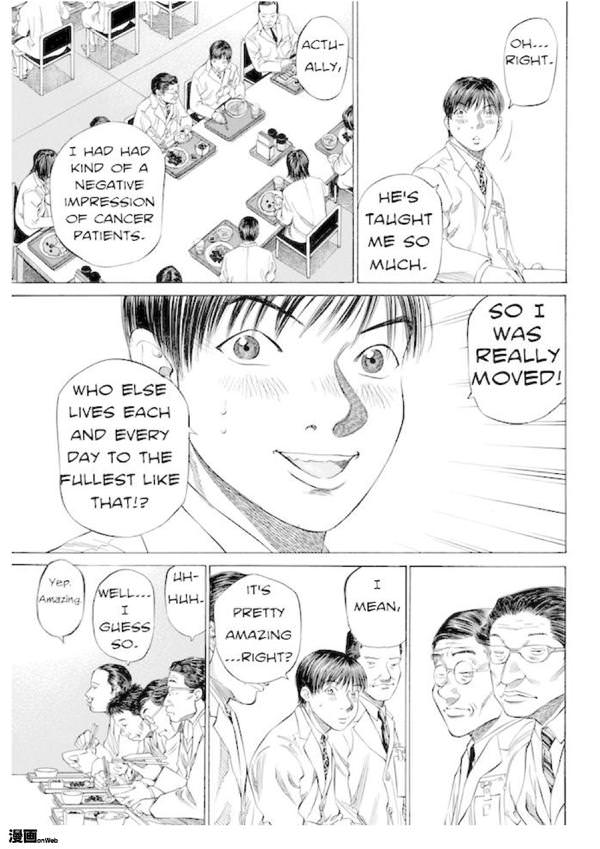 OH...
RIGHT.
HE'S
TAUGHT
ME SO
MUCH.
ACTU-
ALLY,
I HAD HAD
KIND OF A
NEGATIVE
IMPRESSION
OF CANCER
PATIENTS.
SO I
WAS
REALLY
MOVED!
WHO ELSE
LIVES EACH
AND EVERY
DAY TO THE
FULLEST LIKE
THAT!?
I
MEAN,
IT'S
PRETTY
AMAZING
...RIGHT?
UH-
HUH.
WELL...
I
GUESS
SO.
Yep.
Amazing.
漫画 on Web